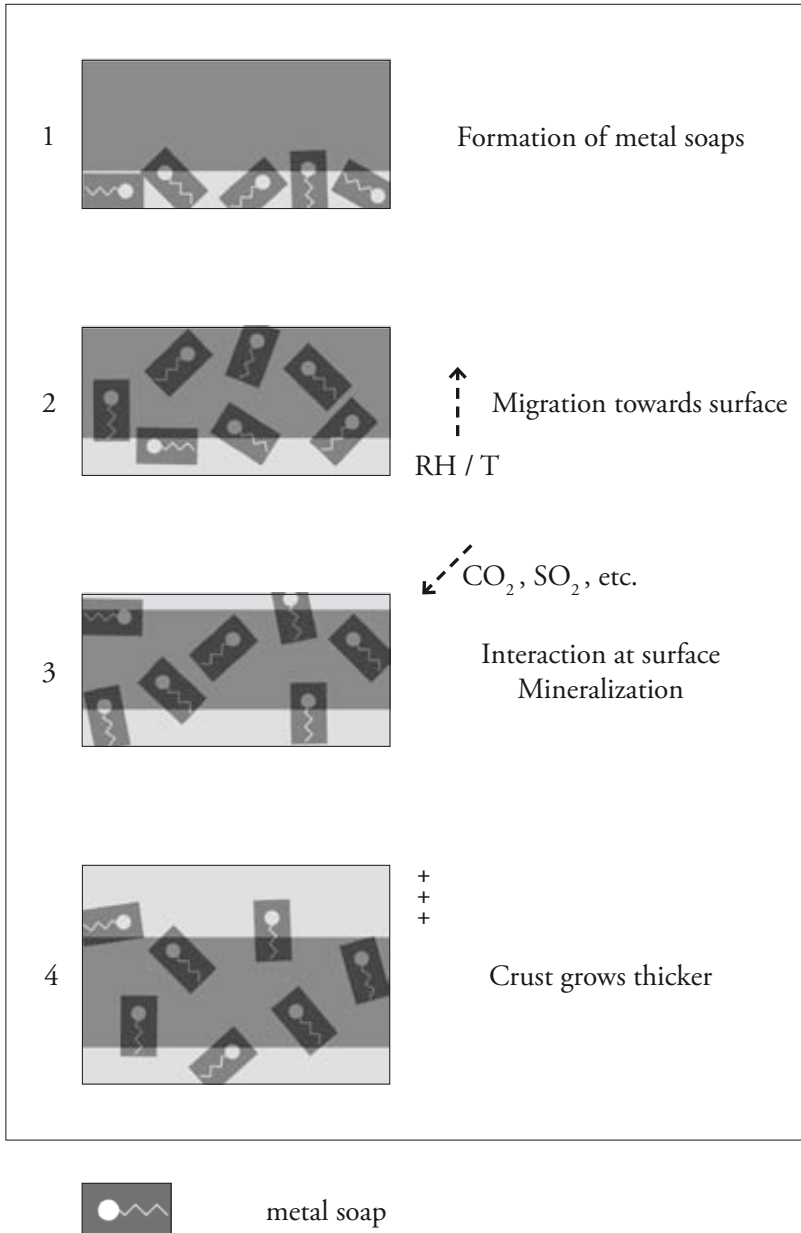 1
Formation of metal soaps
2
Migration towards surface
RH / T
CO₂, SO₂, etc.
3
Interaction at surface
Mineralization
+
+
+
4
Crust grows thicker
metal soap